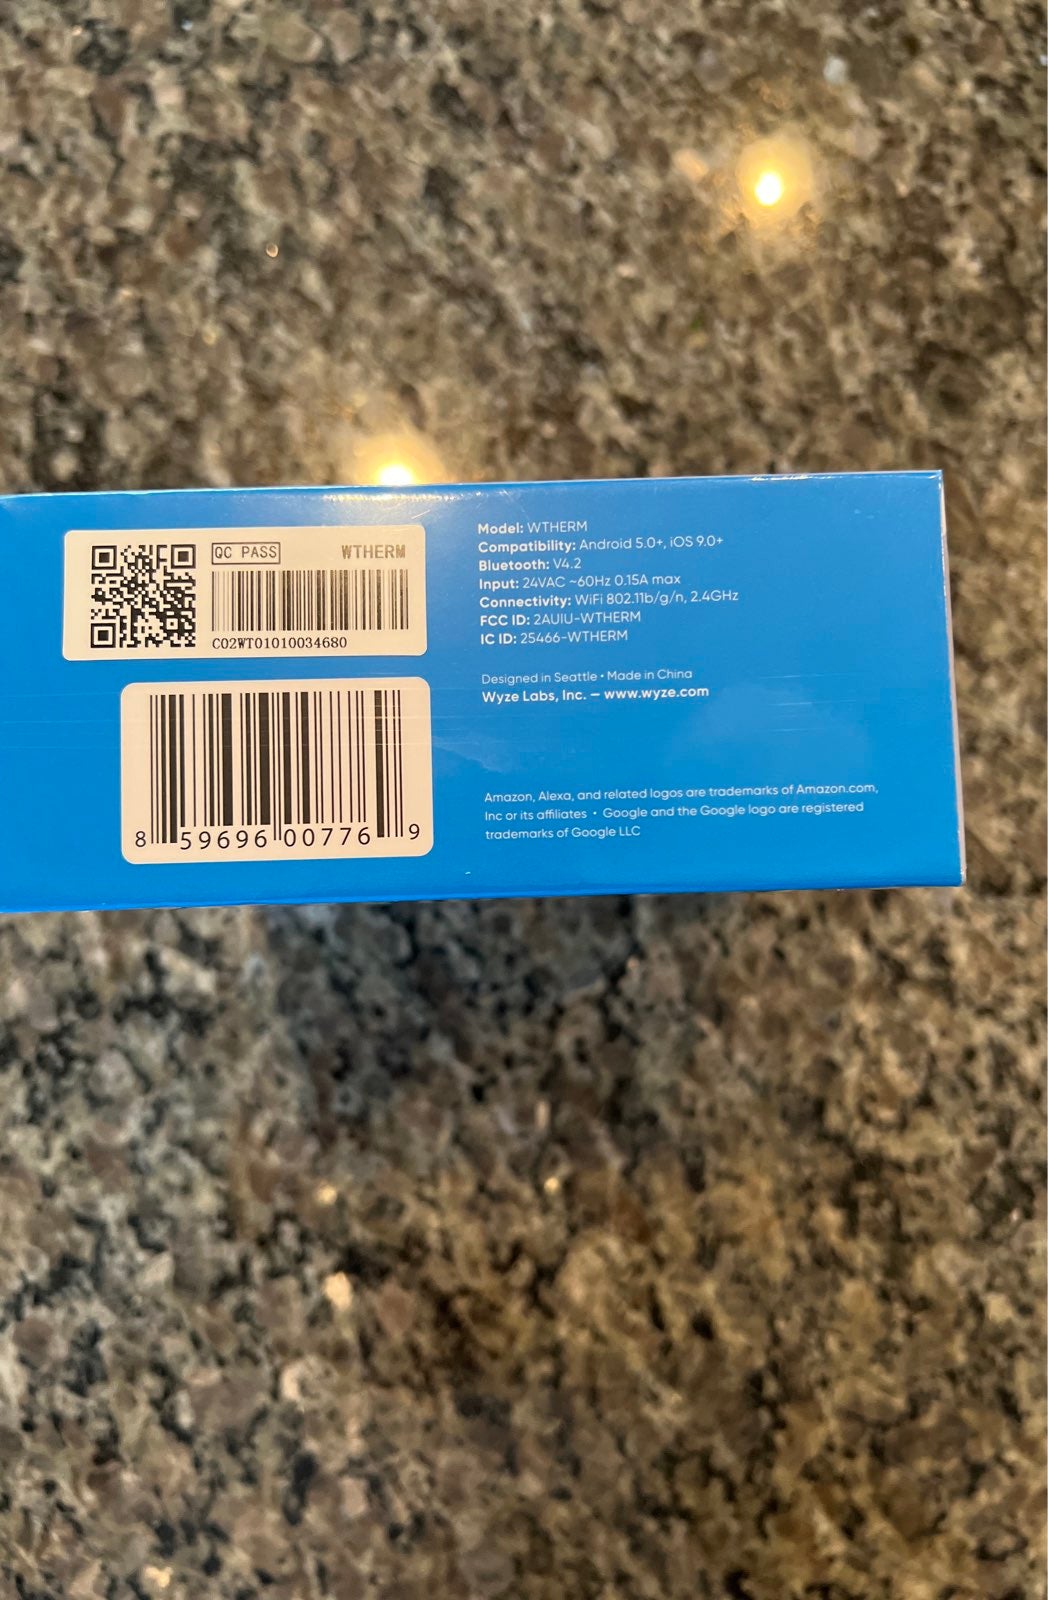 QC PASS WTHERM
C02WT01010034680
8 59696 00776 9
Model: WTHERM
Compatibility: Android 5.0+, iOS 9.0+
Bluetooth: V4.2
Input: 24VAC ~60Hz 0.15A max
Connectivity: WiFi 802.11b/g/n, 2.4GHz
FCC ID: 2AUIU-WTHERM
IC ID: 25466-WTHERM
Designed in Seattle • Made in China
Wyze Labs, Inc. – www.wyze.com
Amazon, Alexa, and related logos are trademarks of Amazon.com,
Inc or its affiliates • Google and the Google logo are registered
trademarks of Google LLC